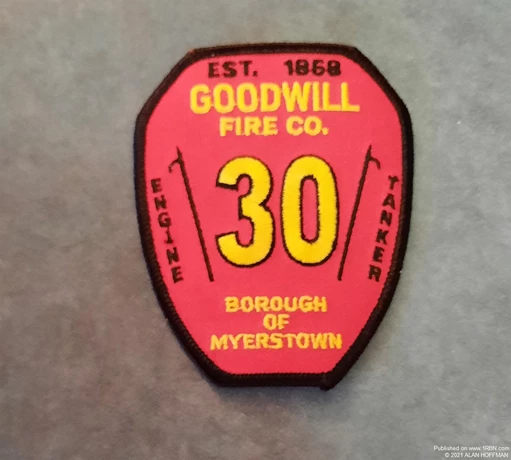 EST. 1868
GOODWILL
FIRE CO.
ENGINE
30
TANKER
BOROUGH
OF
MYERSTOWN
Published on www.1RBN.com
© 2021 ALAN HOFFMAN